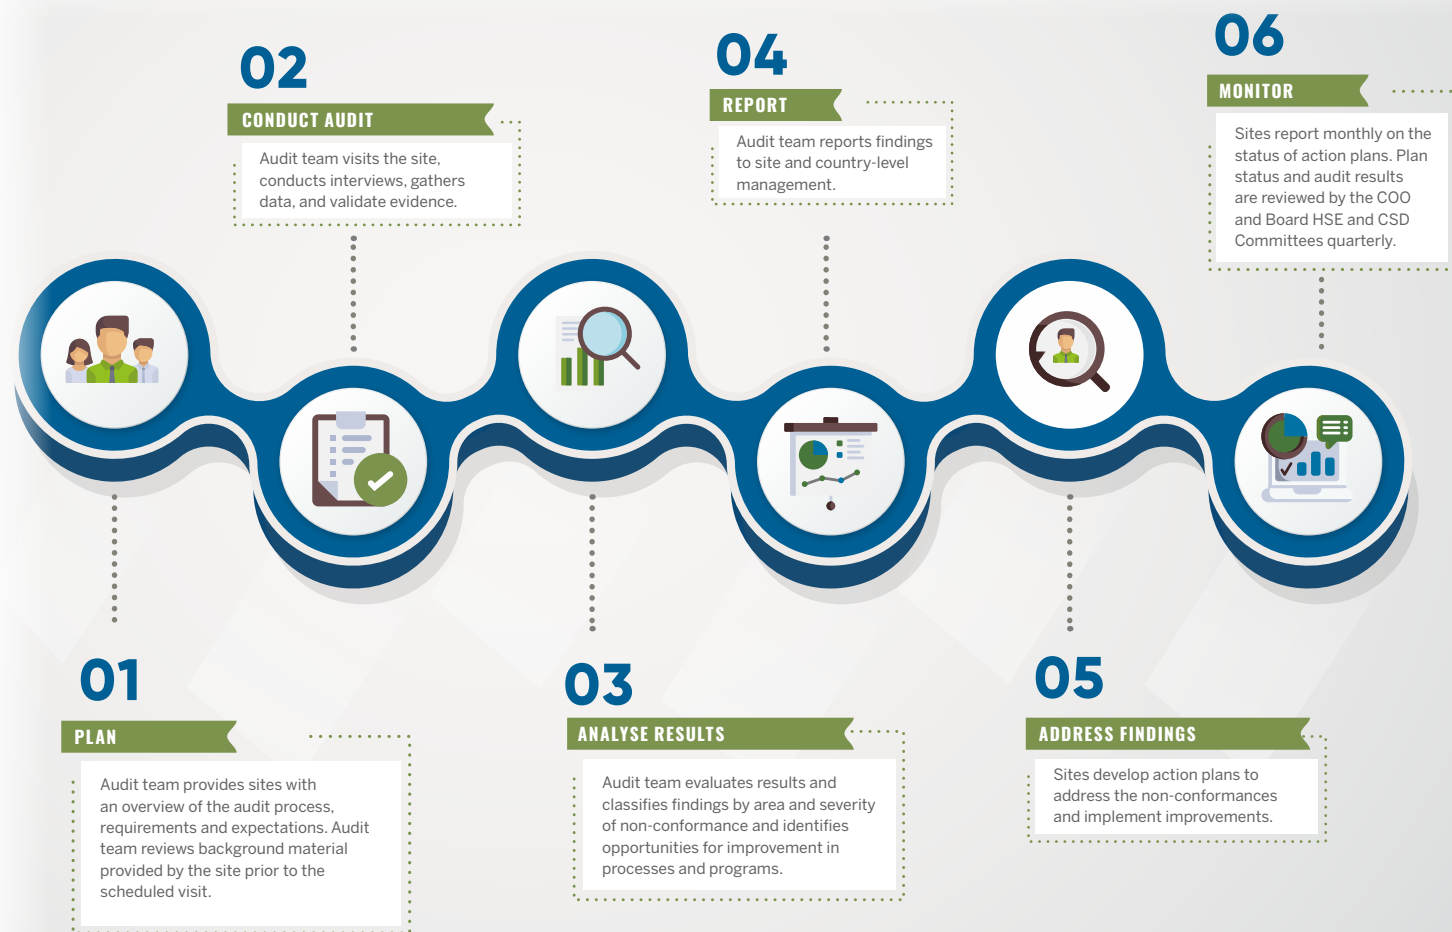 01
PLAN
Audit team provides sites with
an overview of the audit process,
requirements and expectations. Audit
team reviews background material
provided by the site prior to the
scheduled visit.
02
CONDUCT AUDIT
Audit team visits the site,
conducts interviews, gathers
data, and validate evidence.
03
ANALYSE RESULTS
Audit team evaluates results and
classifies findings by area and severity
of non-conformance and identifies
opportunities for improvement in
processes and programs.
04
REPORT
Audit team reports findings
to site and country-level
management.
05
ADDRESS FINDINGS
Sites develop action plans to
address the non-conformances
and implement improvements.
06
MONITOR
Sites report monthly on the
status of action plans. Plan
status and audit results
are reviewed by the COO
and Board HSE and CSD
Committees quarterly.